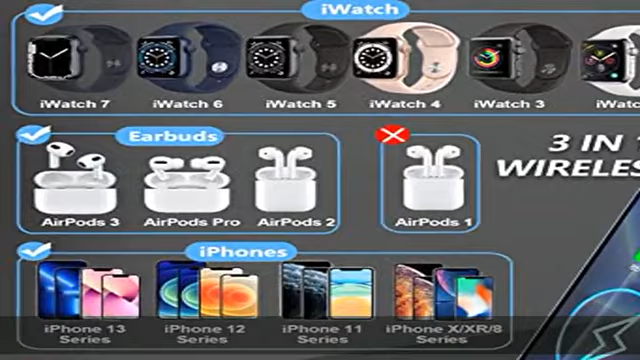 iWatch
iWatch 7
iWatch 6
iWatch 5
iWatch 4
iWatch 3
iWatc
Earbuds
3 IN 1
WIRELES
AirPods 3
AirPods Pro
AirPods 2
AirPods 1
iPhones
iPhone 13
Series
iPhone 12
Series
iPhone 11
Series
iPhone X/XR/8
Series